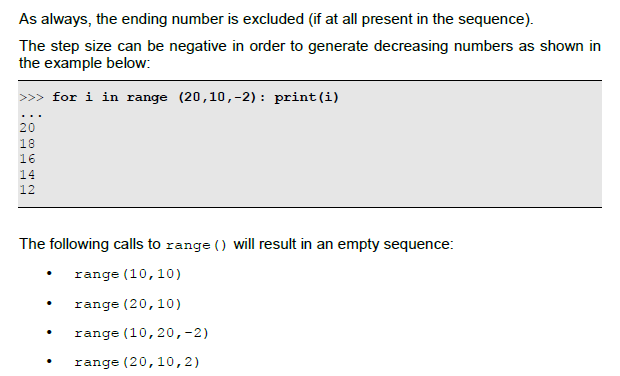 As always, the ending number is excluded (if at all present in the sequence).
The step size can be negative in order to generate decreasing numbers as shown in
the example below:
>>> for i in range (20,10,-2): print(i)
...
20
18
16
14
12
The following calls to range() will result in an empty sequence:
• range(10,10)
• range(20,10)
• range(10,20,-2)
• range(20,10,2)